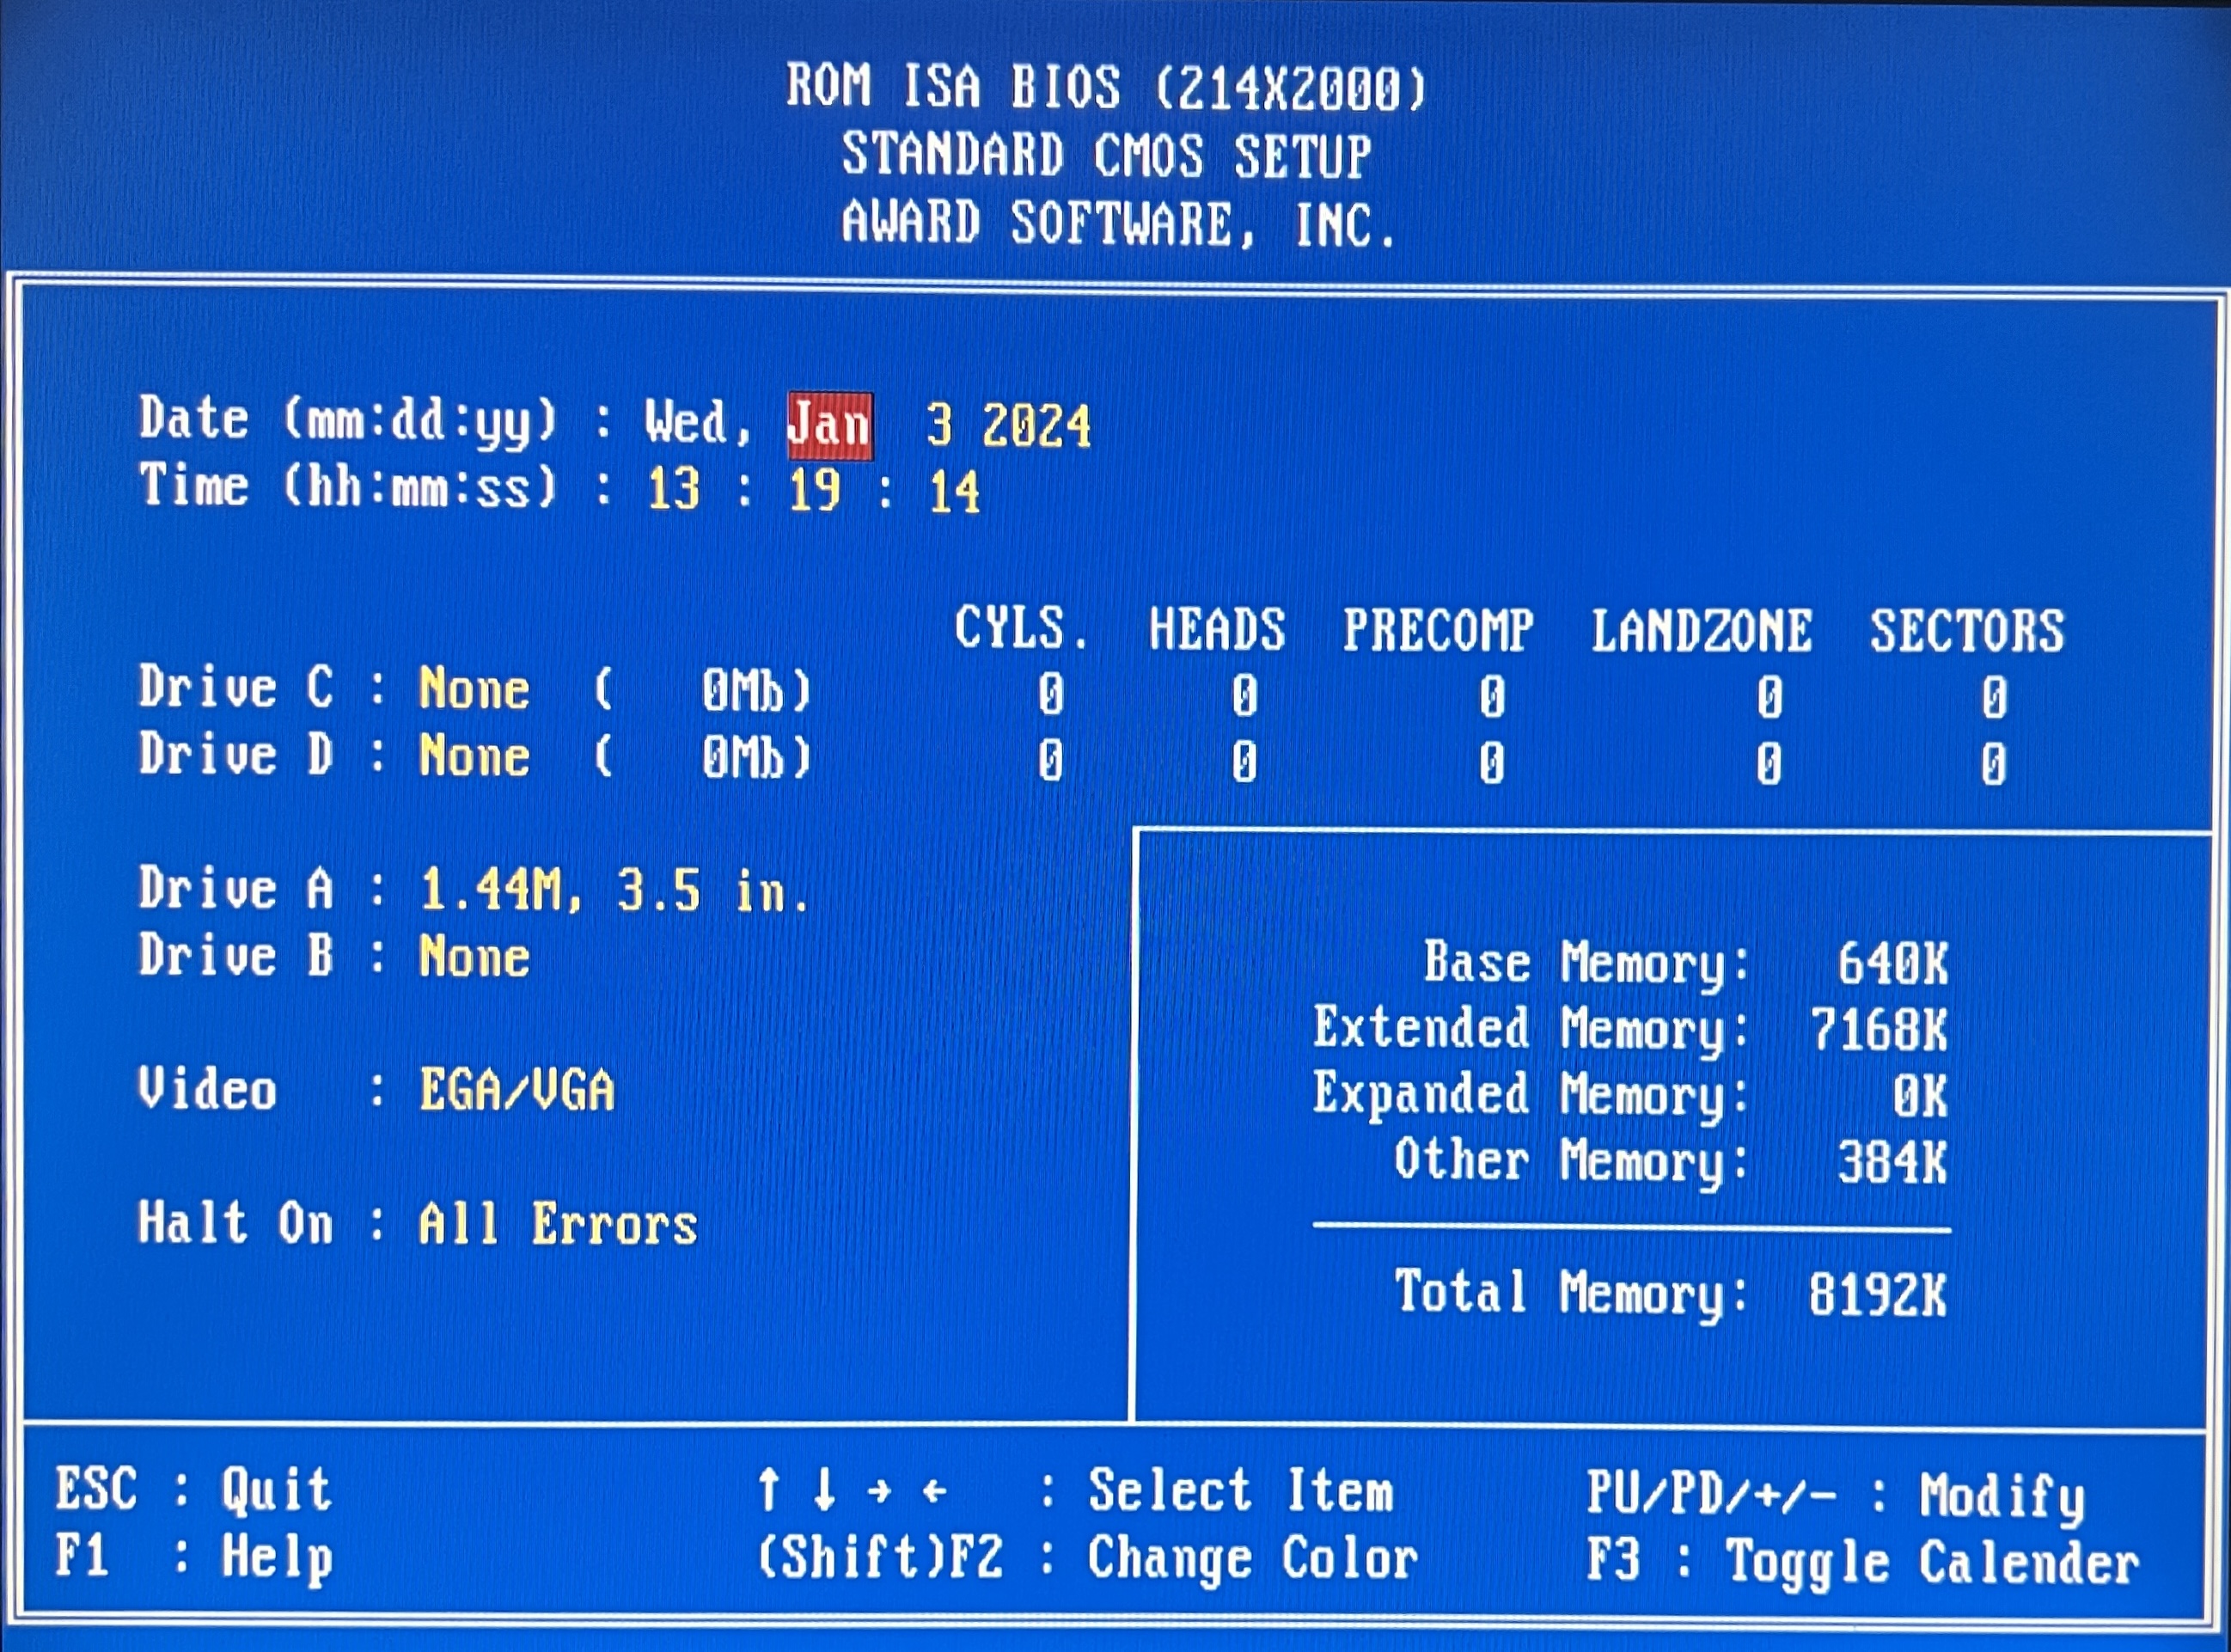 ROM ISA BIOS (214X2000)
STANDARD CMOS SETUP
AWARD SOFTWARE, INC.
Date (mm:dd:yy) : Wed, Jan  3 2024
Time (hh:mm:ss) : 13 : 19 : 14
CYLS.  HEADS  PRECOMP  LANDZONE  SECTORS
Drive C : None  (   0Mb)  0  0  0  0  0
Drive D : None  (   0Mb)  0  0  0  0  0
Drive A : 1.44M, 3.5 in.
Drive B : None
Video   : EGA/VGA
Halt On : All Errors
Base Memory:   640K
Extended Memory:  7168K
Expanded Memory:     0K
Other Memory:   384K
Total Memory:  8192K
ESC : Quit  ↑ ↓ → ←   : Select Item  PU/PD/+/- : Modify
F1  : Help  (Shift)F2 : Change Color  F3 : Toggle Calender